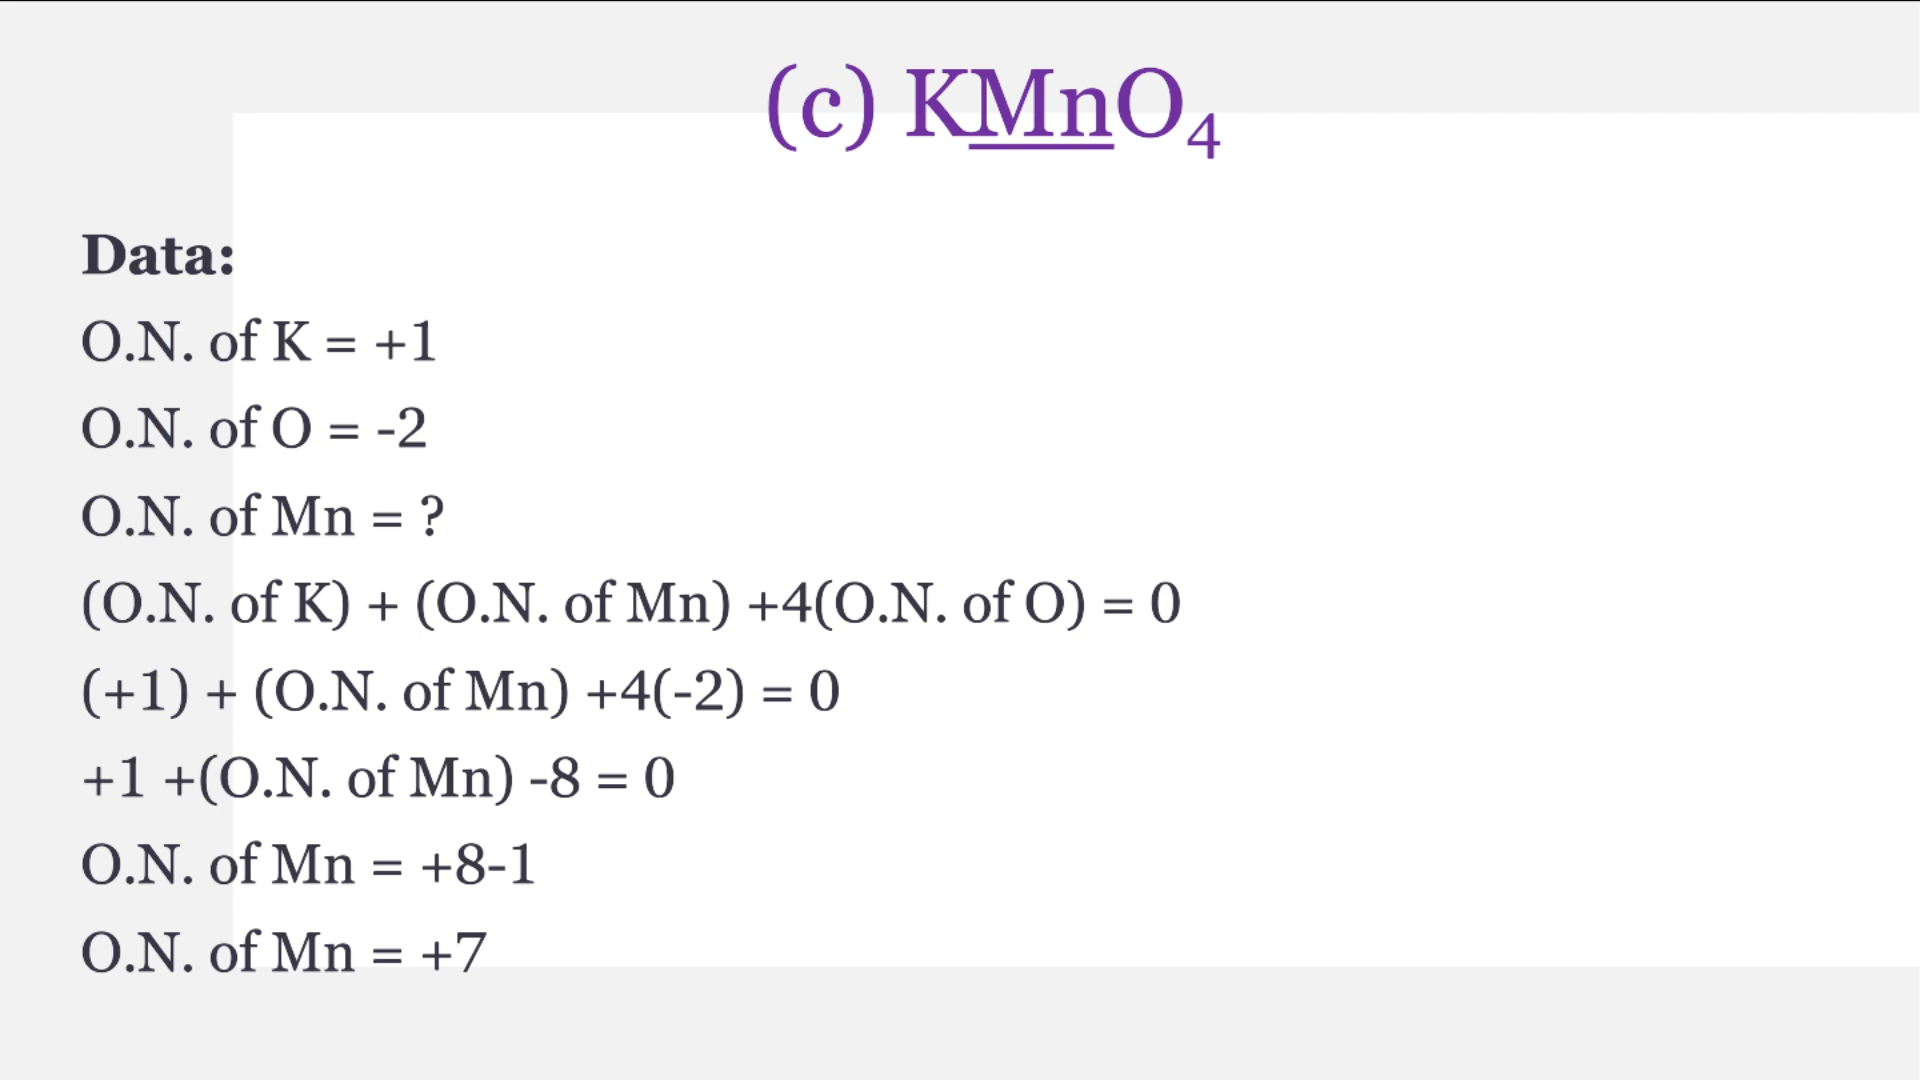 (c) KMnO₄
Data:
O.N. of K = +1
O.N. of O = -2
O.N. of Mn = ?
(O.N. of K) + (O.N. of Mn) +4(O.N. of O) = 0
(+1) + (O.N. of Mn) +4(-2) = 0
+1 +(O.N. of Mn) -8 = 0
O.N. of Mn = +8-1
O.N. of Mn = +7